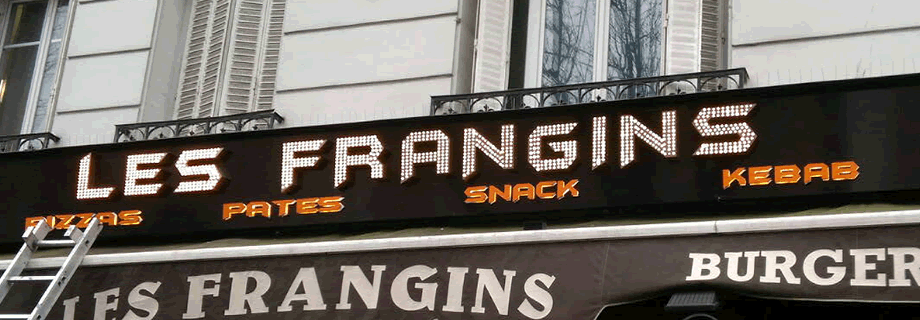 LES FRANGINS
PIZZAS PATES SNACK KEBAB
LES FRANGINS BURGER